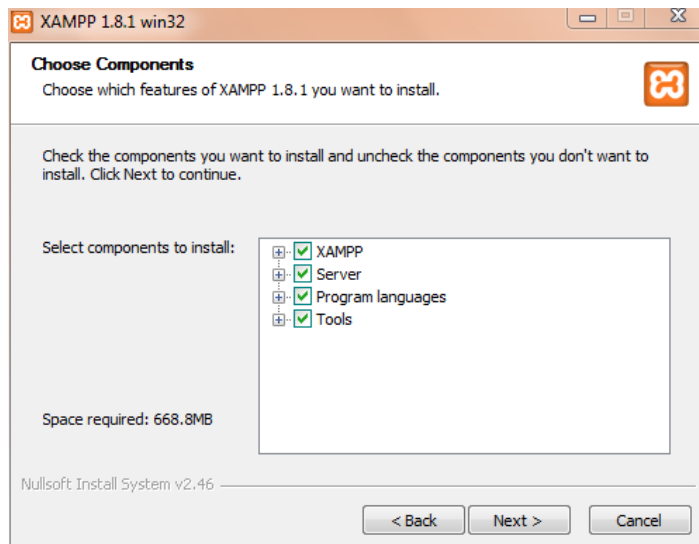 XAMPP 1.8.1 win32
Choose Components
Choose which features of XAMPP 1.8.1 you want to install.
Check the components you want to install and uncheck the components you don't want to
install. Click Next to continue.
Select components to install:
XAMPP
Server
Program languages
Tools
Space required: 668.8MB
Nullsoft Install System v2.46
< Back
Next >
Cancel